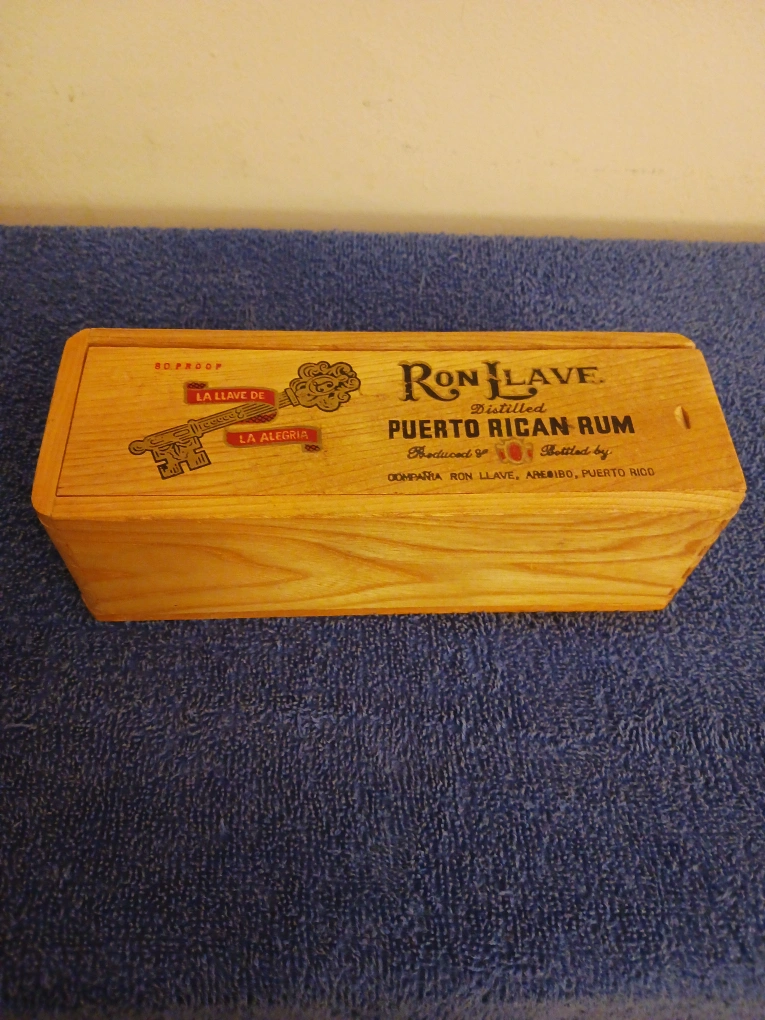 80 PROOF
LA LLAVE DE
LA ALEGRIA
RON LLAVE
Distilled
PUERTO RICAN RUM
Produced & Bottled by.
COMPAÑIA RON LLAVE, ARECIBO, PUERTO RICO